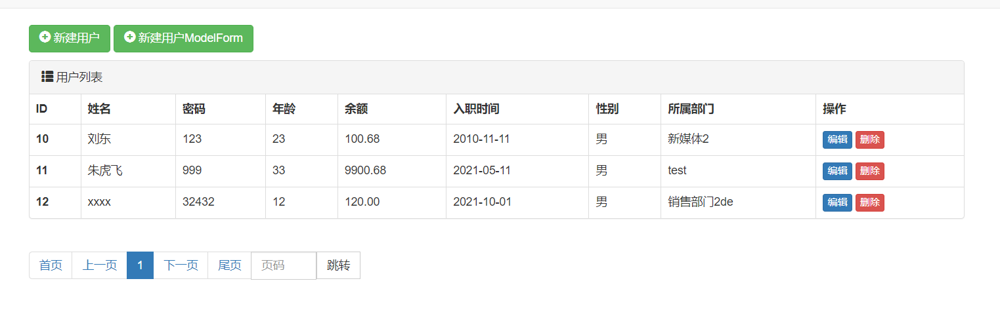 新建用户 新建用户ModelForm
用户列表
ID 姓名 密码 年龄 余额 入职时间 性别 所属部门 操作
10 刘东 123 23 100.68 2010-11-11 男 新媒体2 编辑 删除
11 朱虎飞 999 33 9900.68 2021-05-11 男 test 编辑 删除
12 xxxx 32432 12 120.00 2021-10-01 男 销售部门2de 编辑 删除
首页 上一页 1 下一页 尾页 页码 跳转